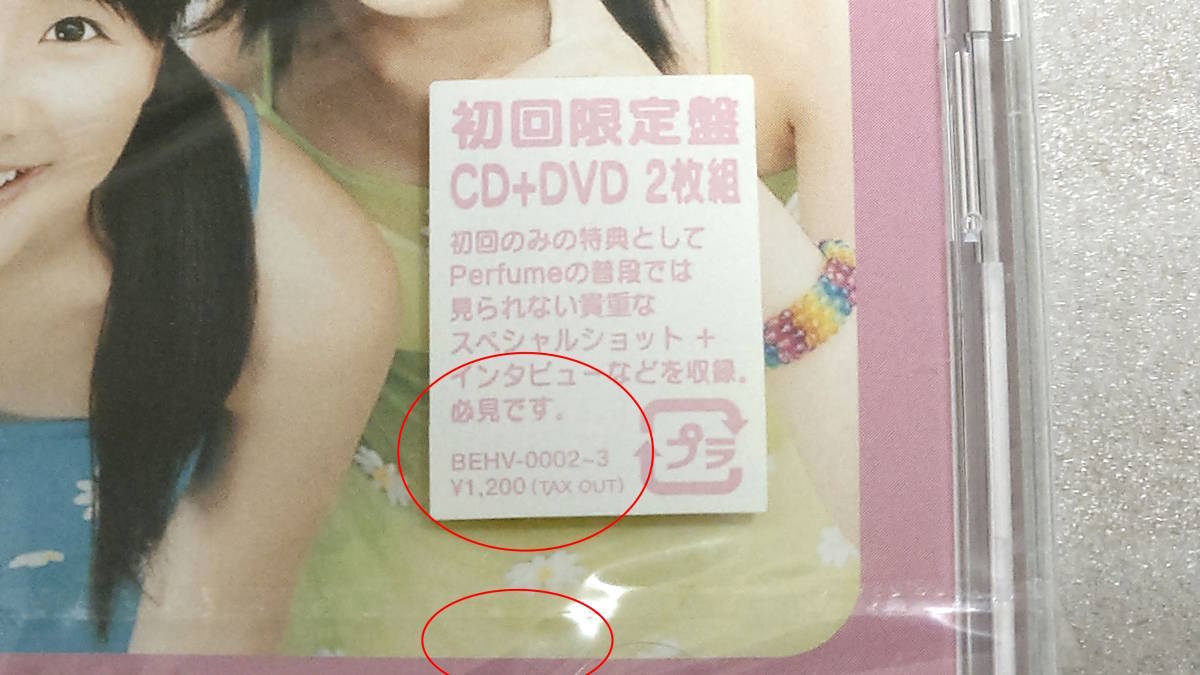 初回限定盤
CD+DVD 2枚組
初回のみの特典として
Perfumeの普段では
見られない貴重な
スペシャルショット +
インタビューなどを収録。
必見です。
BEHV-0002~3
¥1,200 (TAX OUT)
プラ